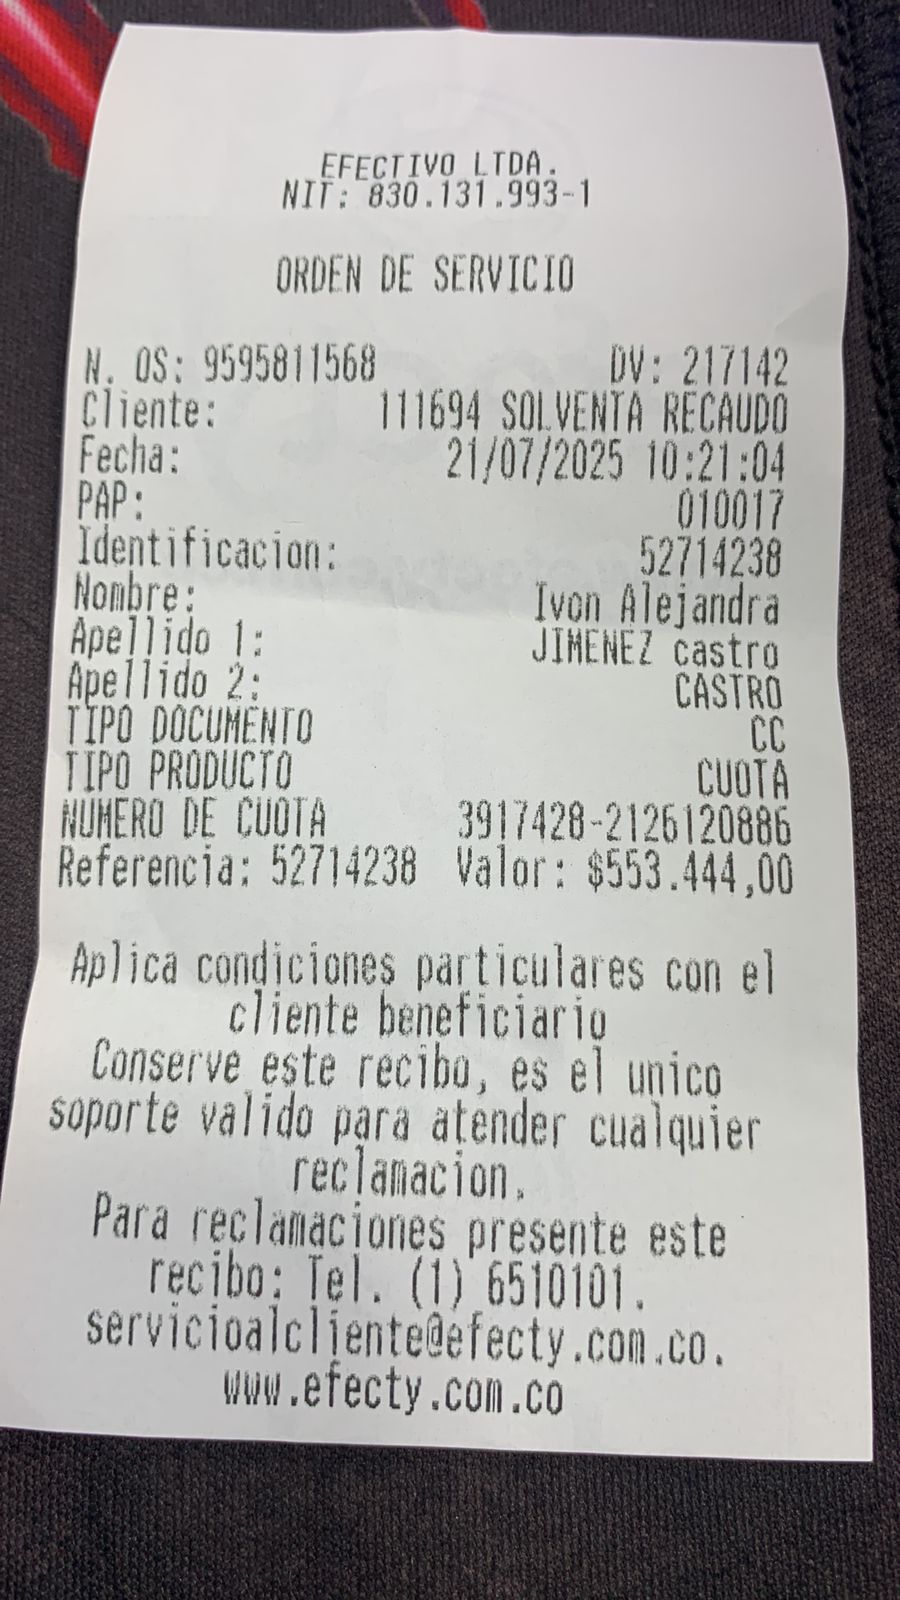 EFECTIVO LTDA.
NIT: 830.131.993-1
ORDEN DE SERVICIO
N. OS: 9595811568 DV: 217142
Cliente: 111694 SOLVENTA RECAUDO
Fecha: 21/07/2025 10:21:04
PAP: 010017
Identificacion: 52714238
Nombre: Ivon Alejandra
Apellido 1: JIMENEZ castro
Apellido 2: CASTRO
TIPO DOCUMENTO CC
TIPO PRODUCTO CUOTA
NUMERO DE CUOTA 3917428-2126120886
Referencia: 52714238 Valor: $553.444,00
Aplica condiciones particulares con el
cliente beneficiario
Conserve este recibo, es el unico
soporte valido para atender cualquier
reclamacion.
Para reclamaciones presente este
recibo: Tel. (1) 6510101.
servicioalcliente@efecty.com.co.
www.efecty.com.co